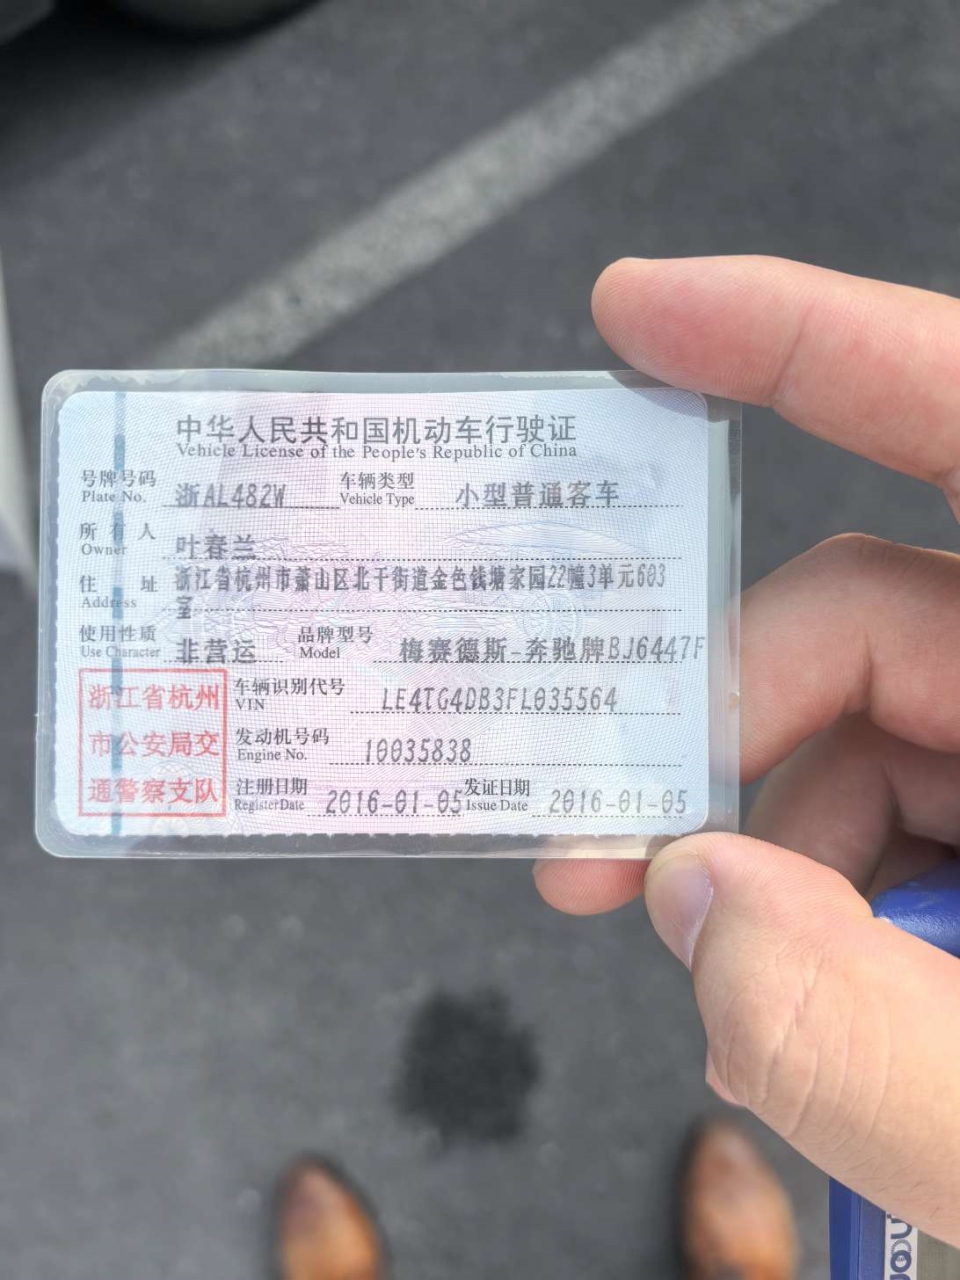 中华人民共和国机动车行驶证
Vehicle License of the People's Republic of China
号牌号码 浙AL482W 车辆类型 小型普通客车
Plate No. Vehicle Type
所有人 叶春兰
Owner
住址 浙江省杭州市萧山区北干街道金色钱塘家园22幢3单元603
Address 室
使用性质 非营运 品牌型号 梅赛德斯-奔驰牌BJ6447F
Use Character Model
浙江省杭州 车辆识别代号 LE4TG4DB3FL035564
VIN
市公安局交 发动机号码 10035838
Engine No.
通警察支队 注册日期 2016-01-05 发证日期 2016-01-05
Register Date Issue Date